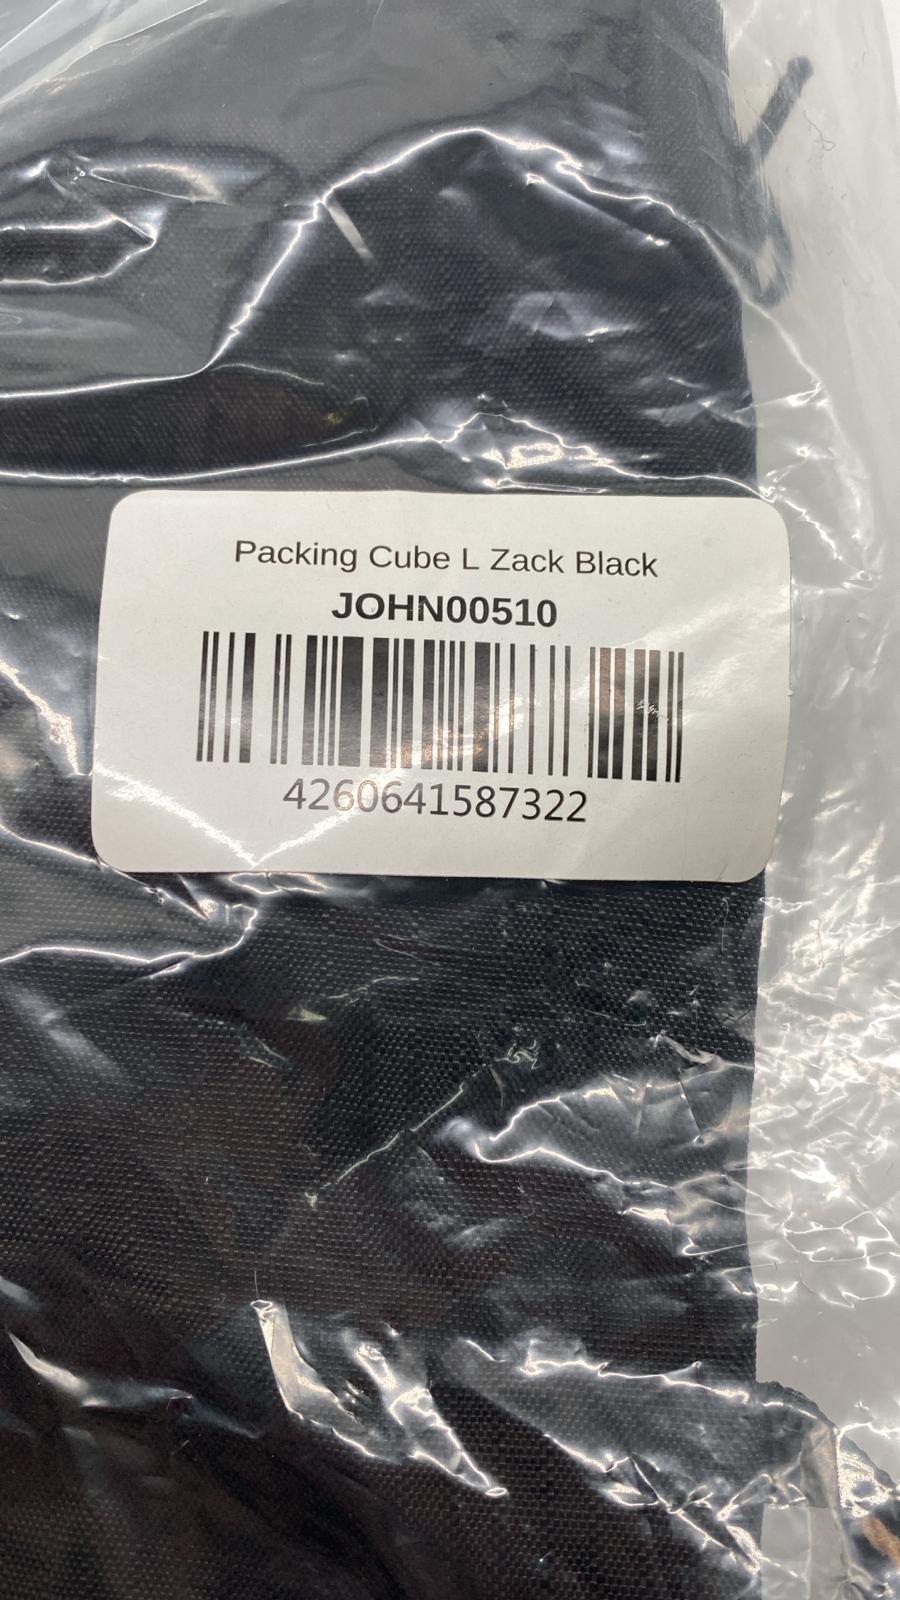 Packing Cube L Zack Black
JOHN00510
4260641587322